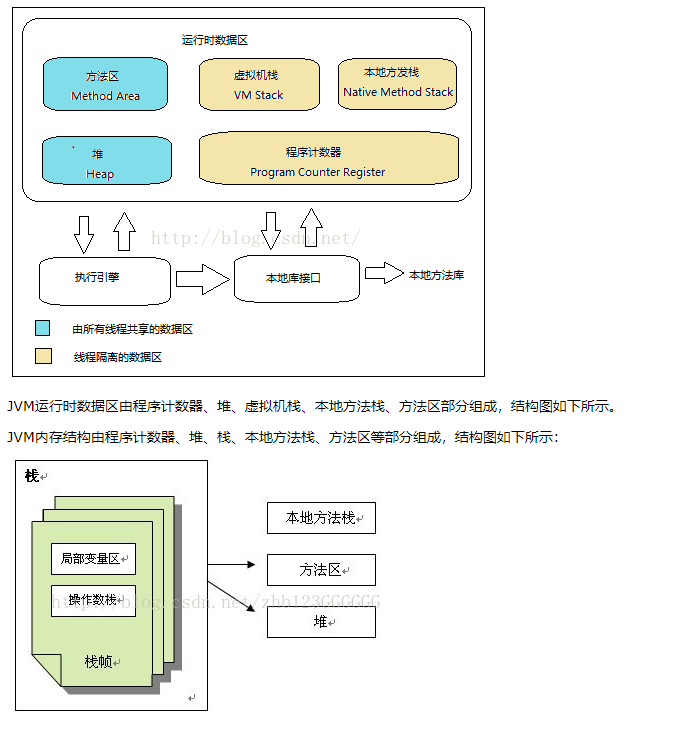 运行时数据区
方法区
Method Area
虚拟机栈
VM Stack
本地方发栈
Native Method Stack
堆
Heap
程序计数器
Program Counter Register
http://blog.csdn.net/
执行引擎
本地库接口
本地方法库
由所有线程共享的数据区
线程隔离的数据区
JVM运行时数据区由程序计数器、堆、虚拟机栈、本地方法栈、方法区部分组成，结构图如下所示。
JVM内存结构由程序计数器、堆、栈、本地方法栈、方法区等部分组成，结构图如下所示：
栈
本地方法栈
局部变量区
方法区
操作数栈
http://blog.csdn.net/zhb123GGGGGG
堆
栈帧